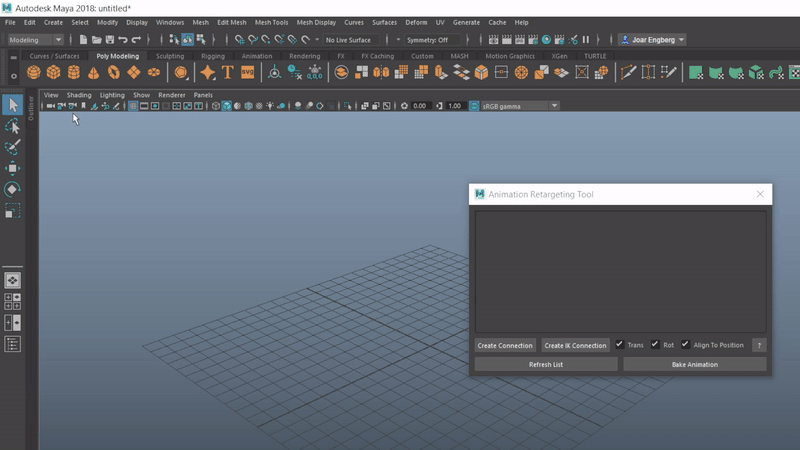 Autodesk Maya 2018: untitled*
File Edit Create Select Modify Display Windows Mesh Edit Mesh Mesh Tools Mesh Display Curves Surfaces Deform UV Generate Cache Help
Modeling No Live Surface Symmetry: Off Joar Engberg
Curves / Surfaces Poly Modeling Sculpting Rigging Animation Rendering FX FX Caching Custom MASH Motion Graphics XGen TURTLE
SVG
0,0,0
View Shading Lighting Show Renderer Panels
0.00 1.00 sRGB gamma
Outliner
Animation Retargeting Tool
Create Connection Create IK Connection Trans Rot Align To Position ?
Refresh List Bake Animation